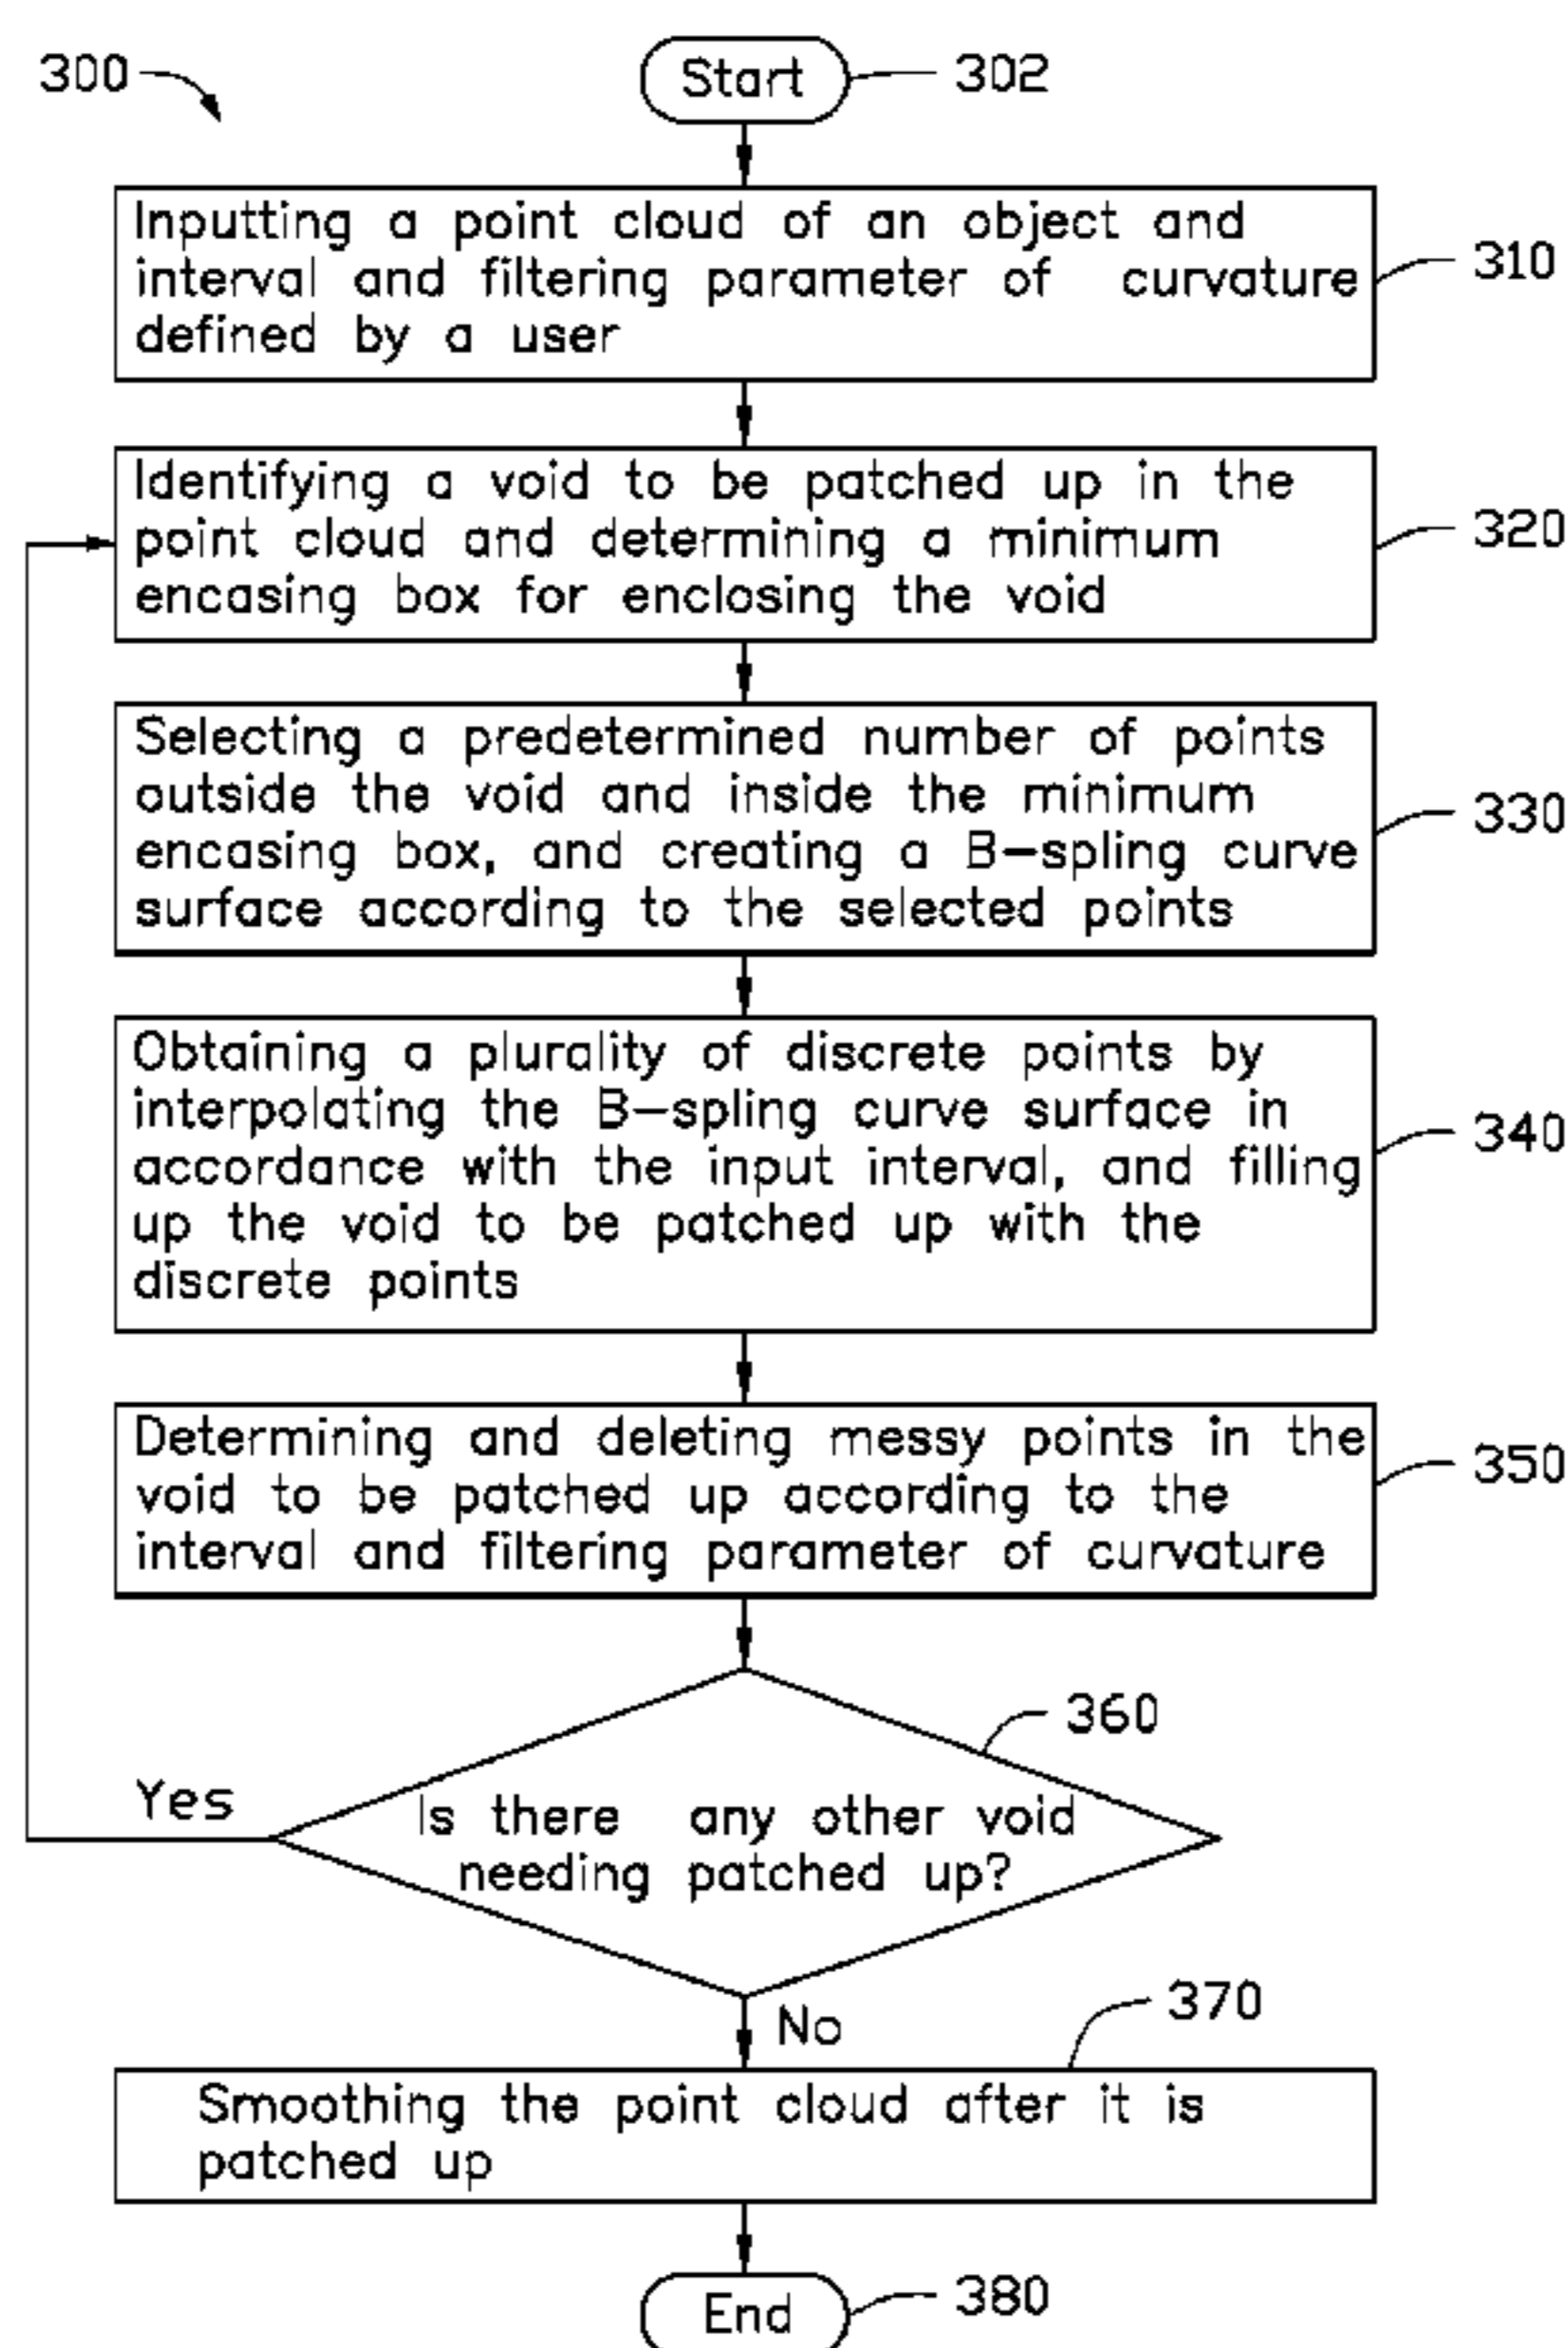 300
Start
302
Inputting a point cloud of an object and
interval and filtering parameter of curvature
defined by a user
310
Identifying a void to be patched up in the
point cloud and determining a minimum
encasing box for enclosing the void
320
Selecting a predetermined number of points
outside the void and inside the minimum
encasing box, and creating a B-spling curve
surface according to the selected points
330
Obtaining a plurality of discrete points by
interpolating the B-spling curve surface in
accordance with the input interval, and filling
up the void to be patched up with the
discrete points
340
Determining and deleting messy points in the
void to be patched up according to the
interval and filtering parameter of curvature
350
360
Yes
Is there any other void
needing patched up?
No
370
Smoothing the point cloud after it is
patched up
End
380